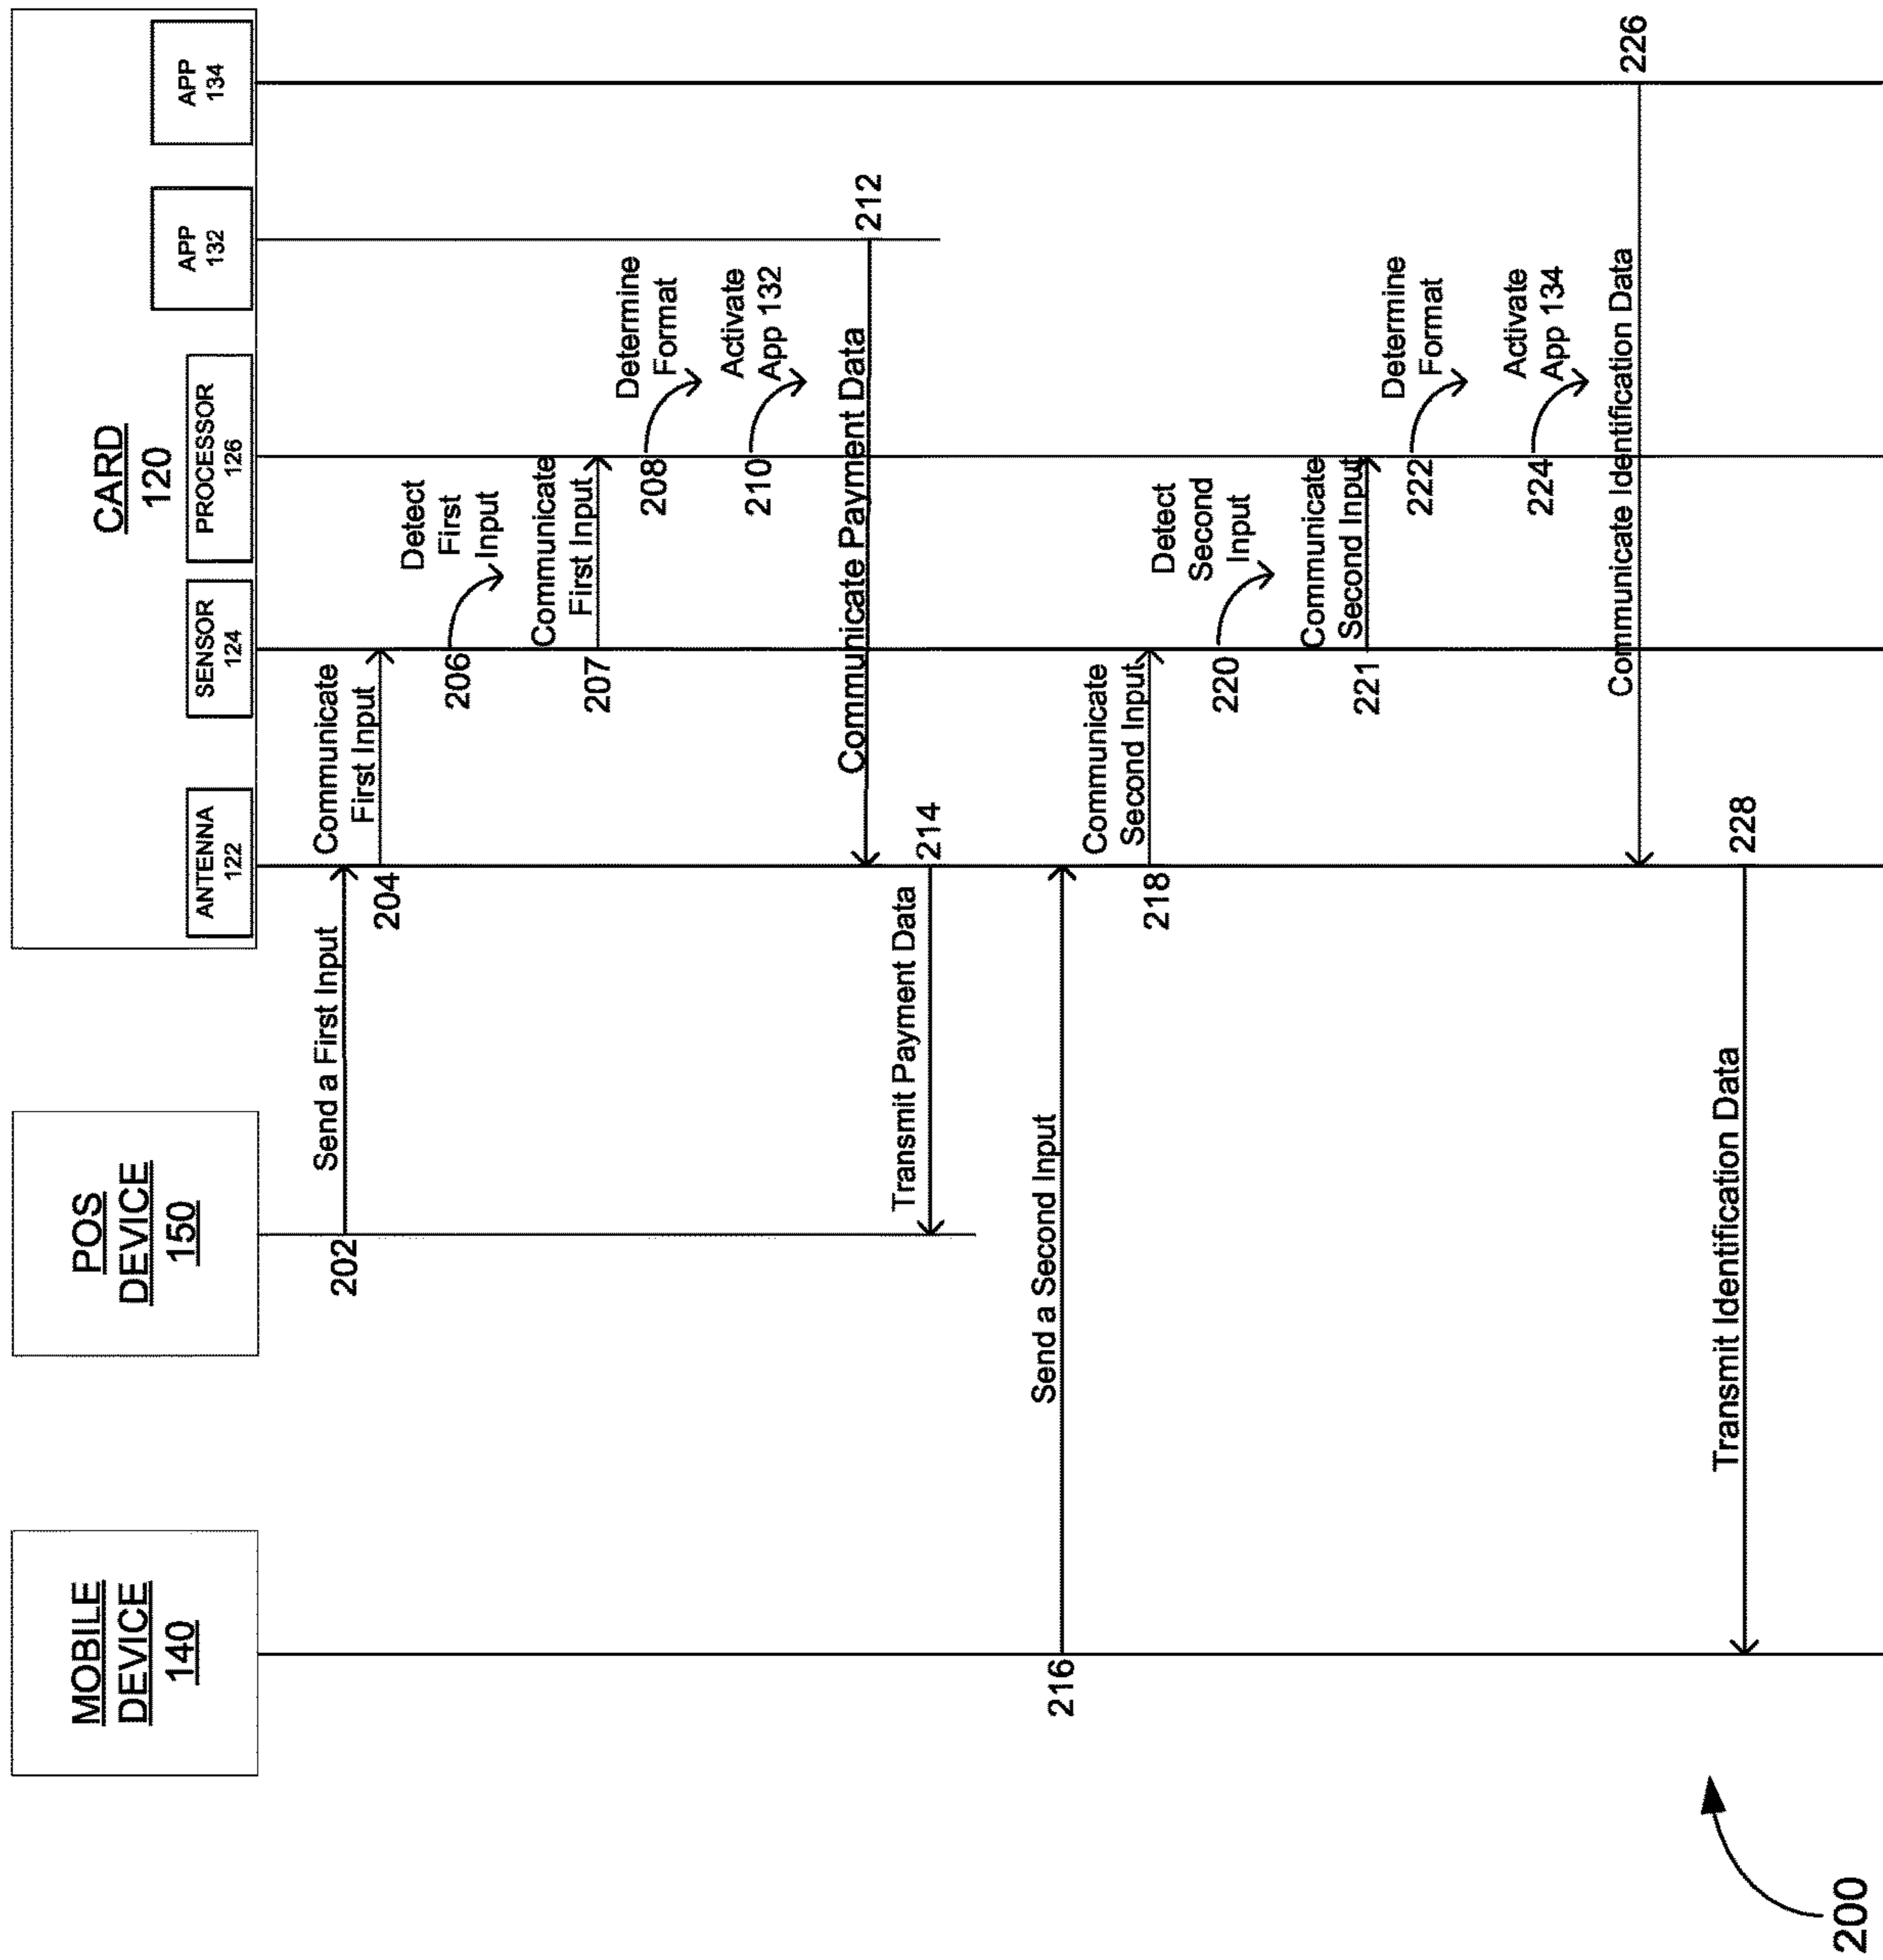 MOBILE
DEVICE
140
POS
DEVICE
150
CARD
120
ANTENNA
122
SENSOR
124
PROCESSOR
126
APP
132
APP
134
202
Send a First Input
204
Communicate
First Input
206
Detect
First
Input
207
Communicate
First Input
208
Determine
Format
210
Activate
App 132
212
Communicate Payment Data
214
Transmit Payment Data
216
Send a Second Input
218
Communicate
Second Input
220
Detect
Second
Input
221
Communicate
Second Input
222
Determine
Format
224
Activate
App 134
226
Communicate Identification Data
228
Transmit Identification Data
200